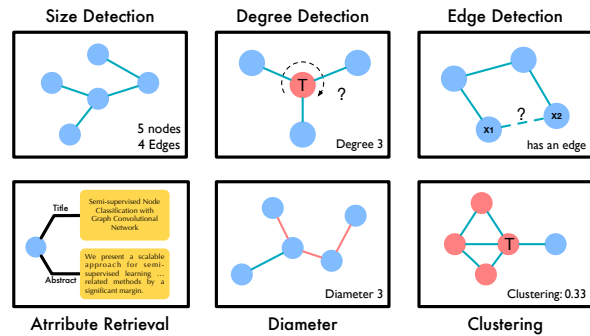 Size Detection
Degree Detection
Edge Detection
5 nodes
4 Edges
T
?
Degree 3
?
X1
X2
has an edge
Title
Semi-supervised Node
Classification with
Graph Convolutional
Network
Abstract
We present a scalable
approach for semi-
supervised learning ...
related methods by a
significant margin.
Diameter 3
T
Clustering: 0.33
Atrribute Retrieval
Diameter
Clustering